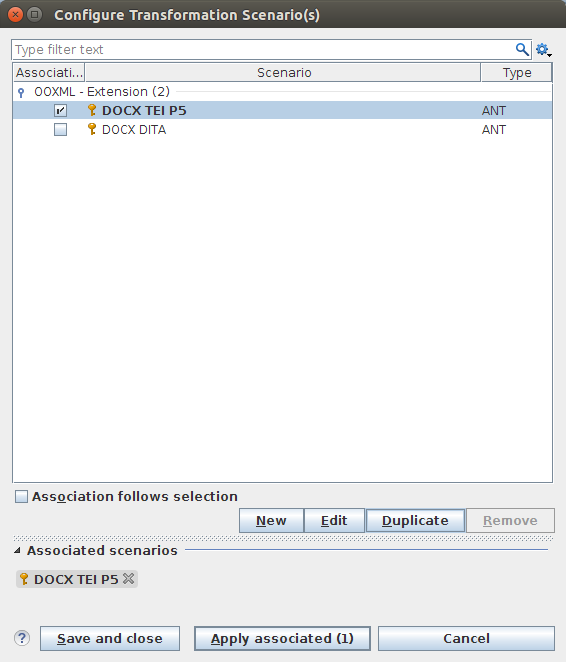 Configure Transformation Scenario(s)
Type filter text
Associati... Scenario Type
OOXML - Extension (2)
DOCX TEI P5 ANT
DOCX DITA ANT
Association follows selection
New Edit Duplicate Remove
Associated scenarios
DOCX TEI P5
? Save and close Apply associated (1) Cancel